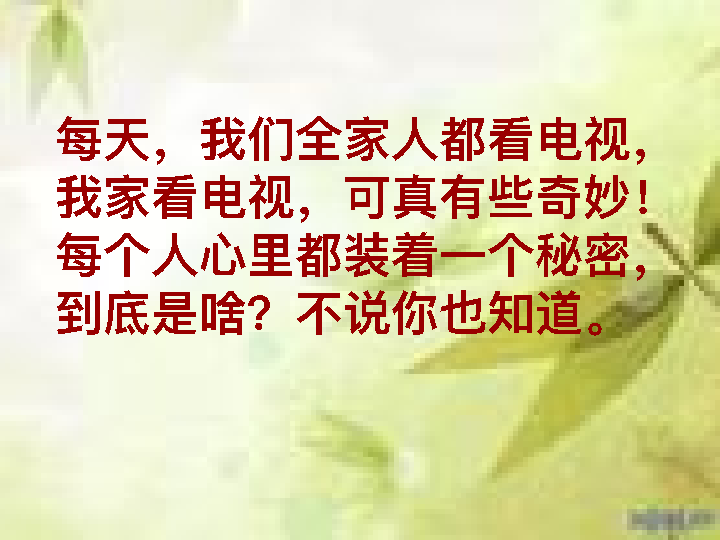 每天，我们全家人都看电视，
我家看电视，可真有些奇妙！
每个人心里都装着一个秘密，
到底是啥？不说你也知道。